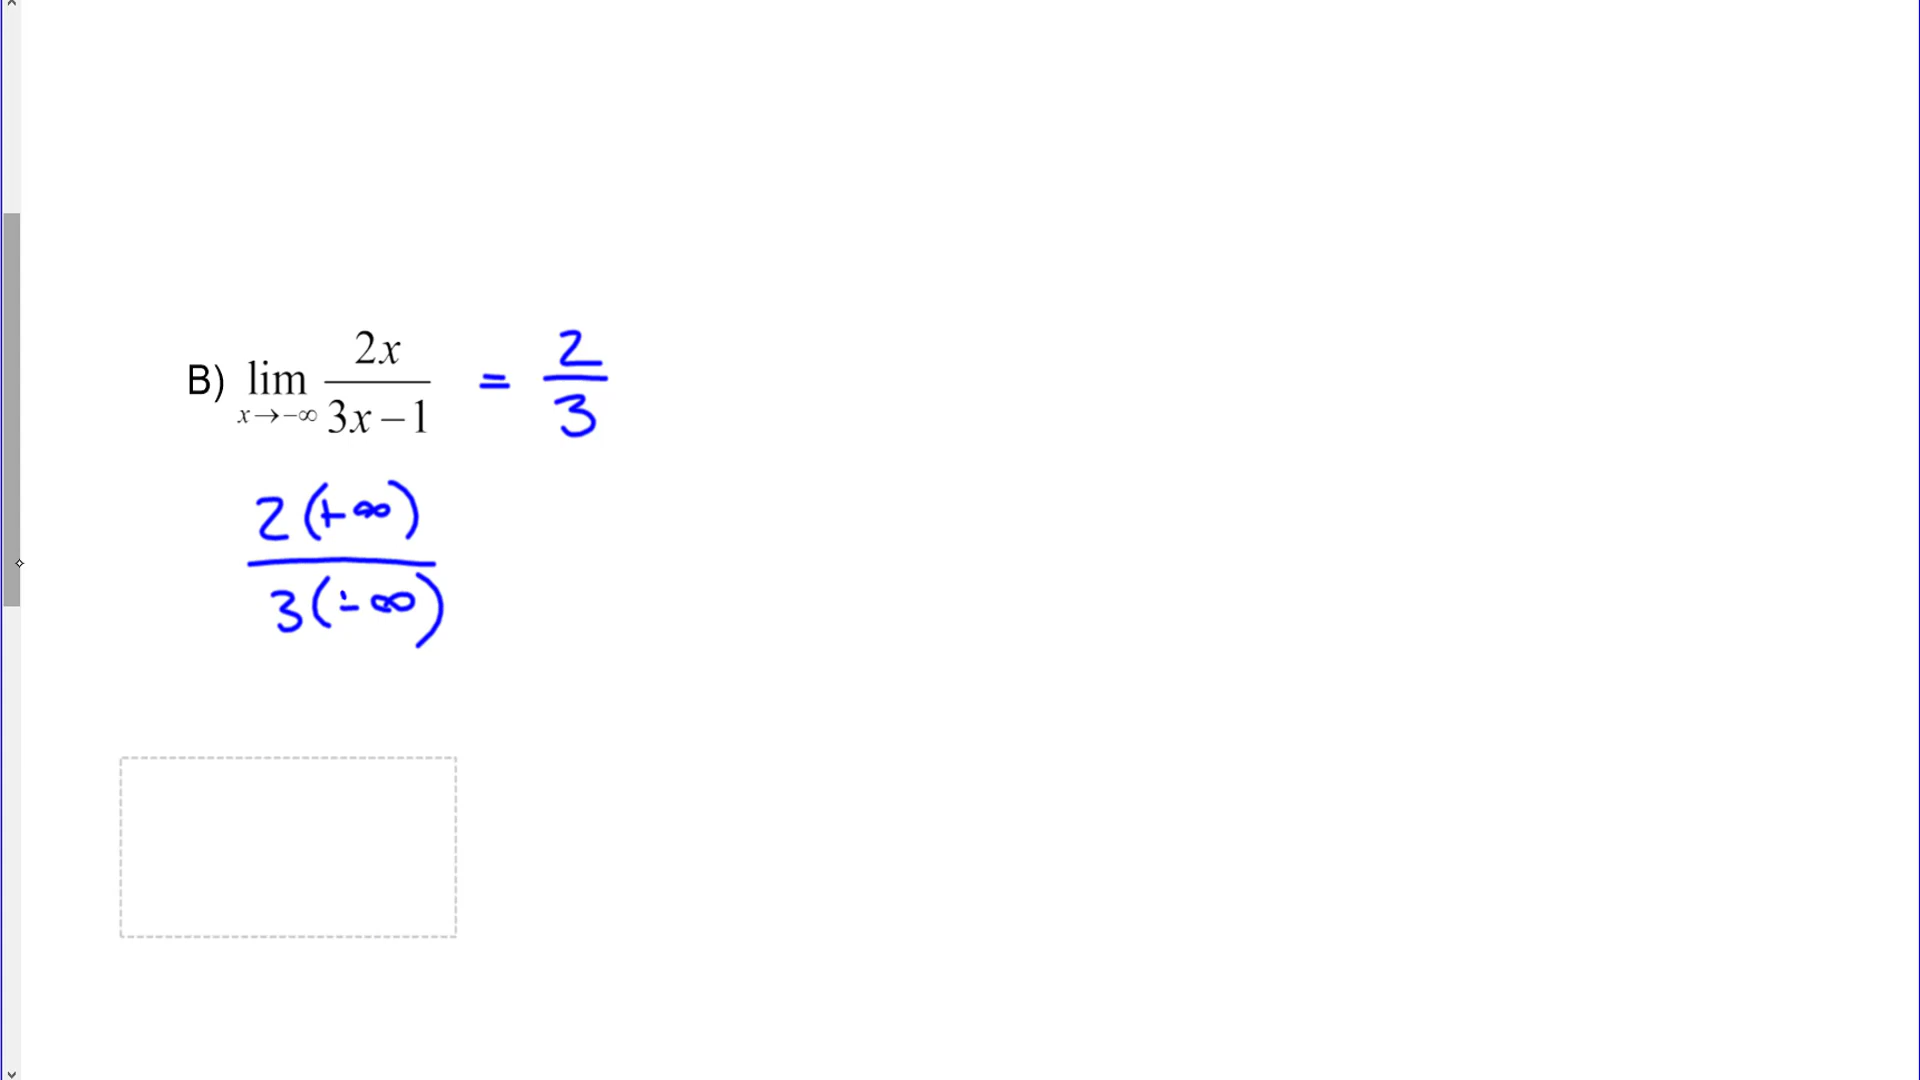 B) lim x→−∞ 2x / 3x − 1 = 2 / 3
2(+∞)
3(-∞)